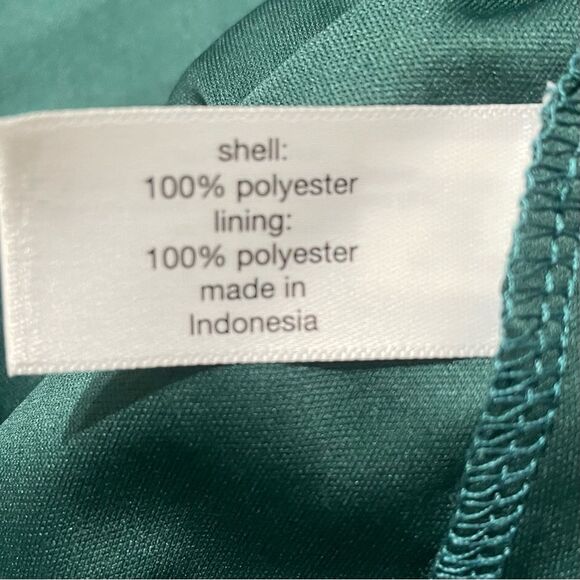 shell:
100% polyester
lining:
100% polyester
made in
Indonesia